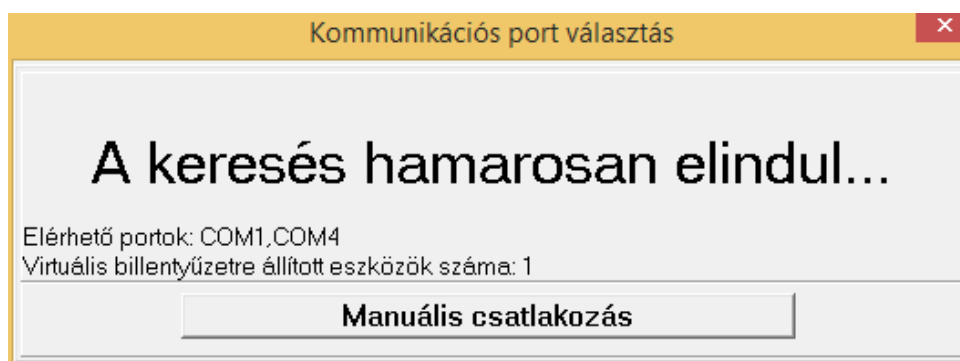 Kommunikációs port választás
A keresés hamarosan elindul...
Elérhető portok: COM1,COM4
Virtuális billentyűzetre állított eszközök száma: 1
Manuális csatlakozás